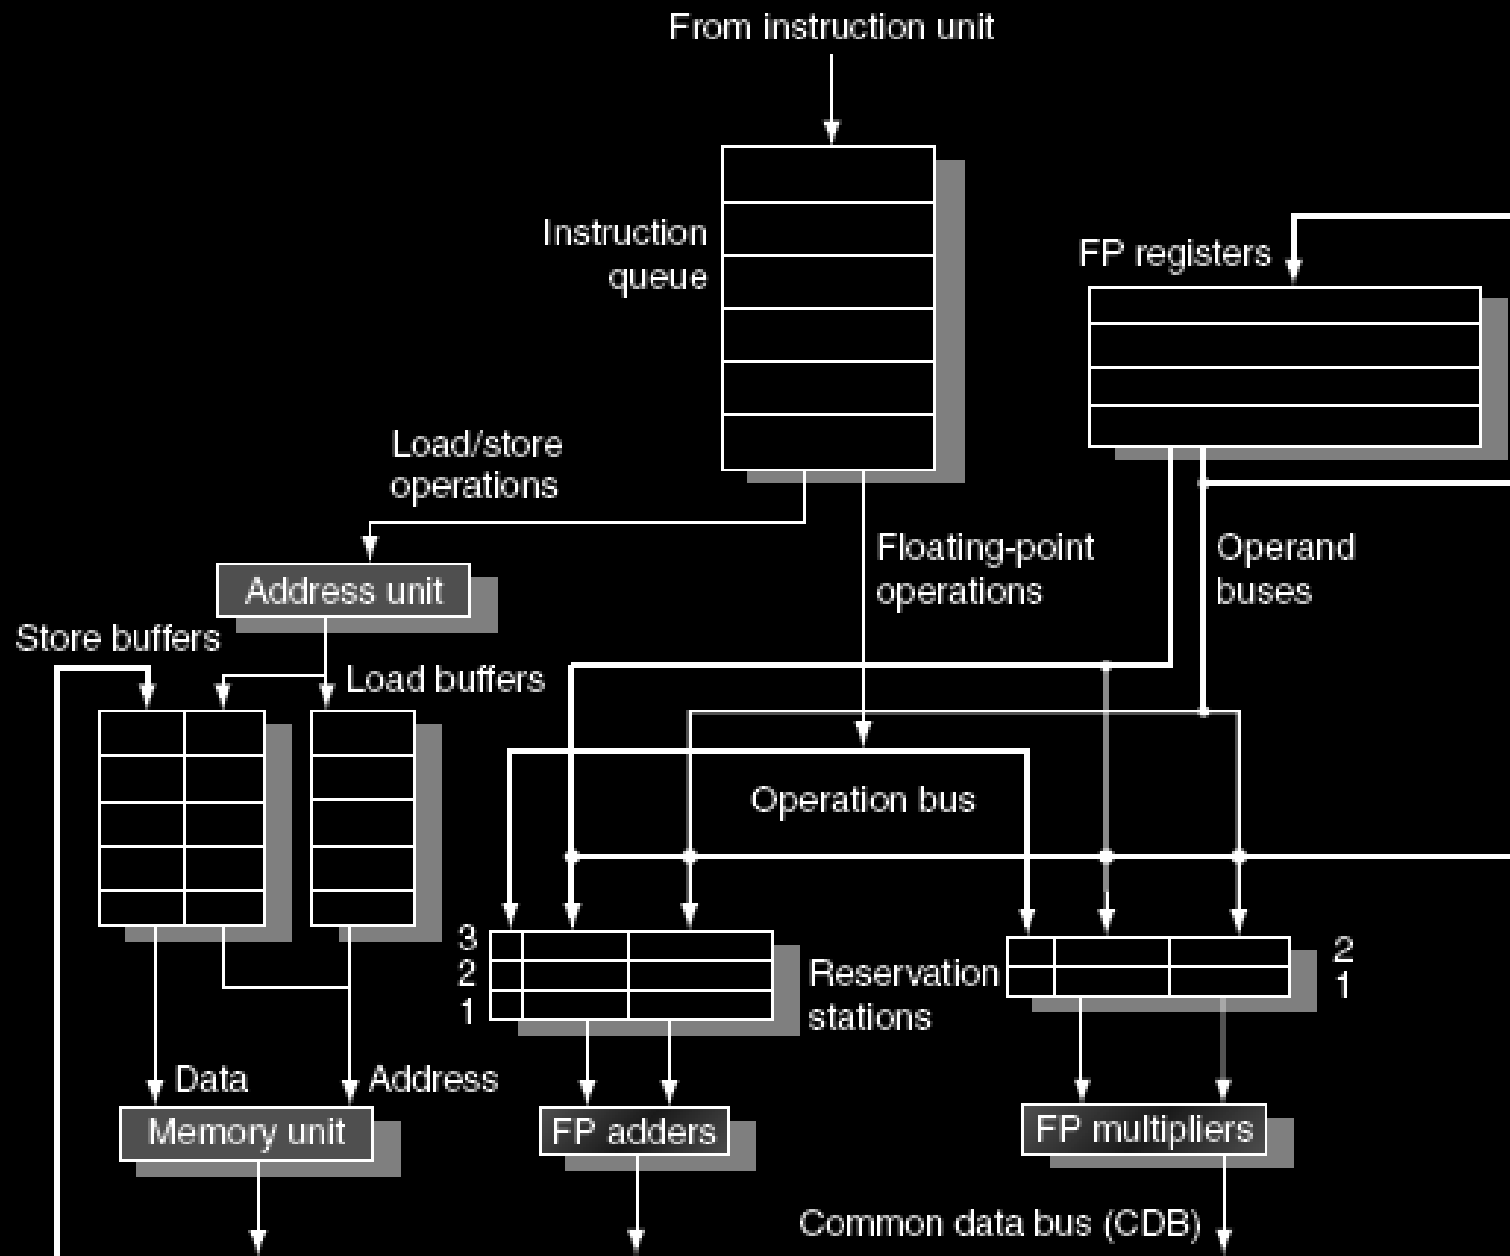 From instruction unit
Instruction
queue
FP registers
Load/store
operations
Floating-point
operations
Operand
buses
Address unit
Store buffers
Load buffers
Operation bus
3
2
1
Reservation
stations
2
1
Data
Address
Memory unit
FP adders
FP multipliers
Common data bus (CDB)